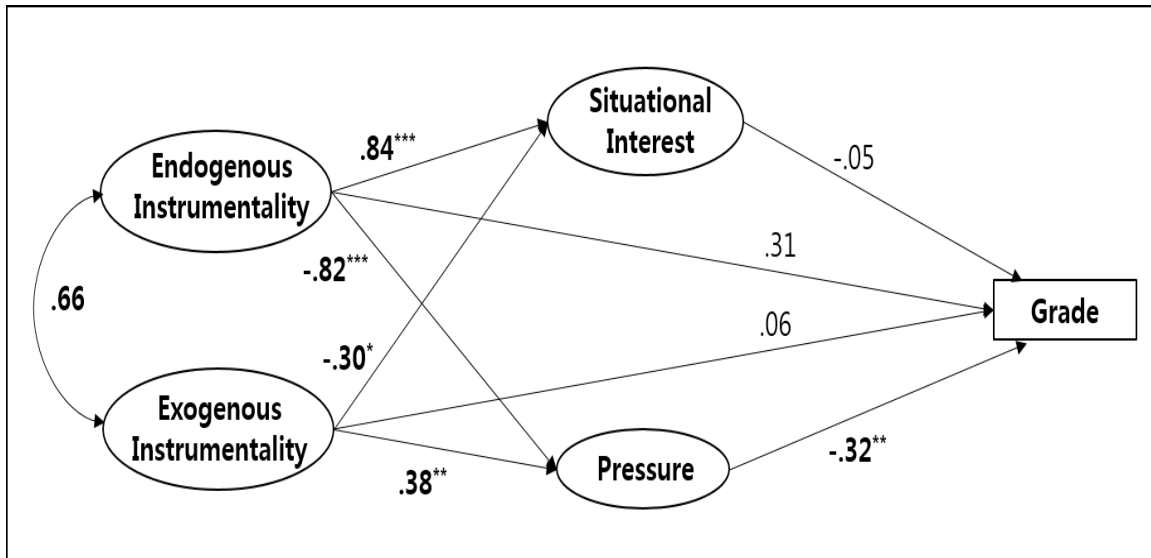 Situational
Interest
.84***
-.05
Endogenous
Instrumentality
.31
-.82***
.66
.06
Grade
-.30*
Exogenous
Instrumentality
.38**
Pressure
-.32**